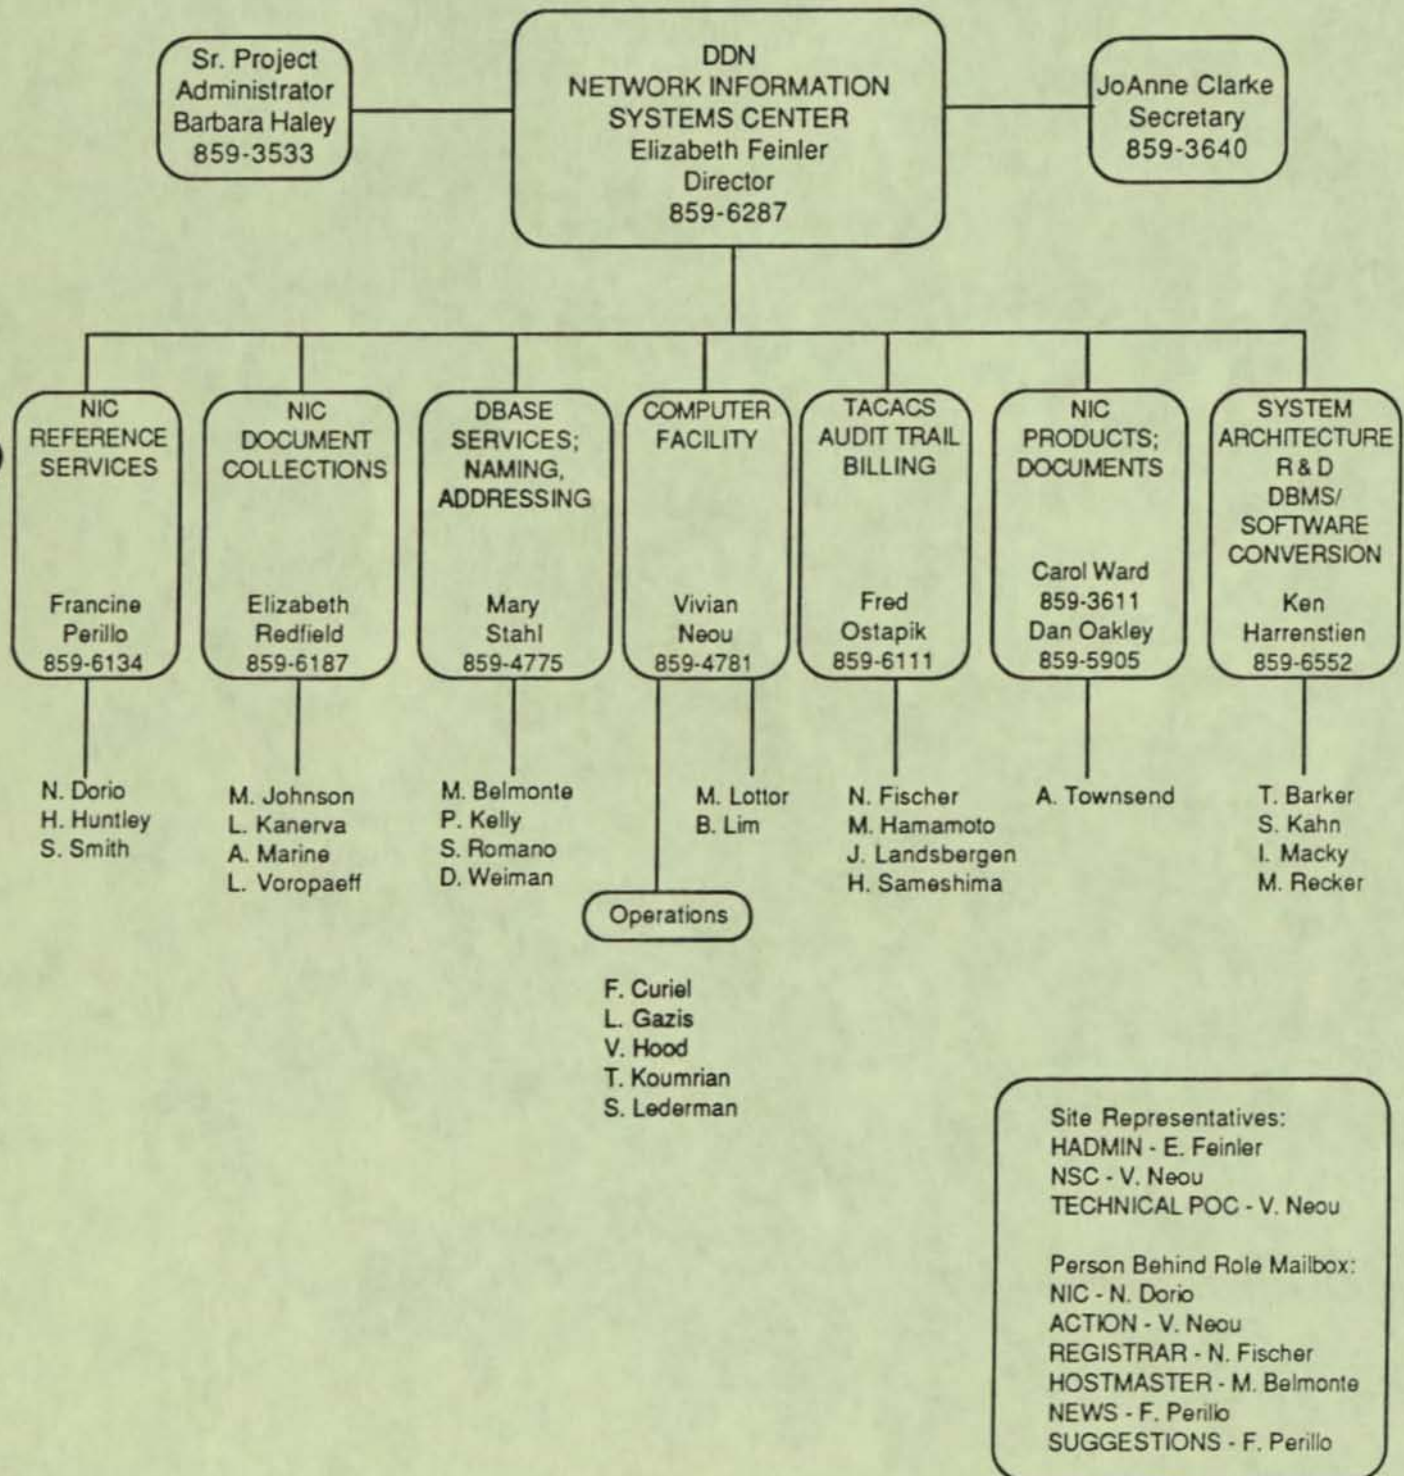 Sr. Project
Administrator
Barbara Haley
859-3533
DDN
NETWORK INFORMATION
SYSTEMS CENTER
Elizabeth Feinler
Director
859-6287
JoAnne Clarke
Secretary
859-3640
NIC
REFERENCE
SERVICES
Francine
Perillo
859-6134
NIC
DOCUMENT
COLLECTIONS
Elizabeth
Redfield
859-6187
DBASE
SERVICES;
NAMING,
ADDRESSING
Mary
Stahl
859-4775
COMPUTER
FACILITY
Vivian
Neou
859-4781
TACACS
AUDIT TRAIL
BILLING
Fred
Ostapik
859-6111
NIC
PRODUCTS;
DOCUMENTS
Carol Ward
859-3611
Dan Oakley
859-5905
SYSTEM
ARCHITECTURE
R & D
DBMS/
SOFTWARE
CONVERSION
Ken
Harrenstien
859-6552
N. Dorio
H. Huntley
S. Smith
M. Johnson
L. Kanerva
A. Marine
L. Voropaeff
M. Belmonte
P. Kelly
S. Romano
D. Weiman
M. Lottor
B. Lim
N. Fischer
M. Hamamoto
J. Landsbergen
H. Sameshima
A. Townsend
T. Barker
S. Kahn
I. Macky
M. Recker
Operations
F. Curiel
L. Gazis
V. Hood
T. Koumrian
S. Lederman
Site Representatives:
HADMIN - E. Feinler
NSC - V. Neou
TECHNICAL POC - V. Neou
Person Behind Role Mailbox:
NIC - N. Dorio
ACTION - V. Neou
REGISTRAR - N. Fischer
HOSTMASTER - M. Belmonte
NEWS - F. Perillo
SUGGESTIONS - F. Perillo